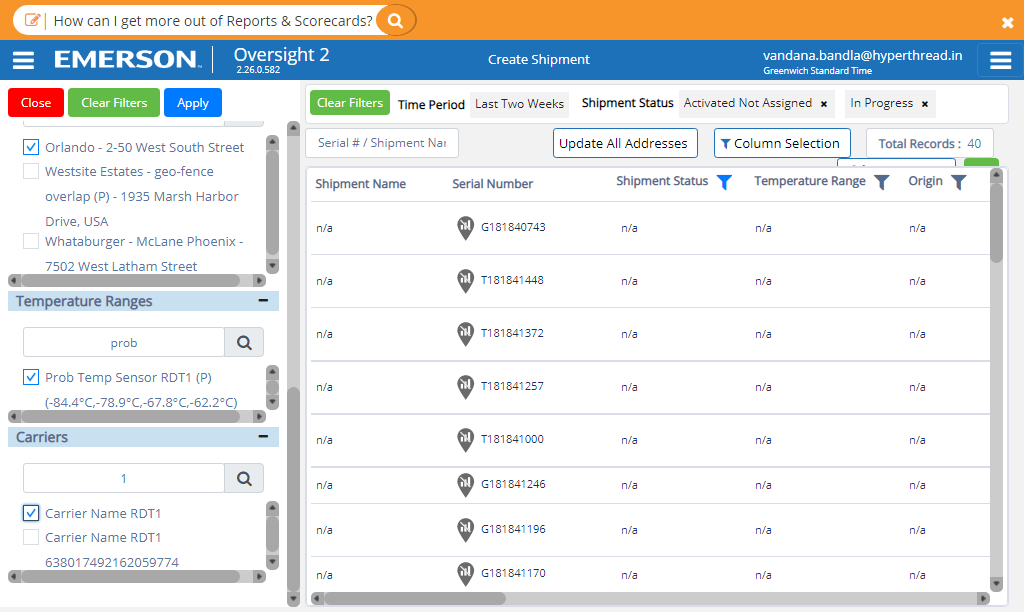 How can I get more out of Reports & Scorecards?
EMERSON
Oversight 2
2.26.0.582
Create Shipment
vandana.bandla@hyperthread.in
Greenwich Standard Time
Close
Clear Filters
Apply
Orlando - 2-50 West South Street
Westsite Estates - geo-fence
overlap (P) - 1935 Marsh Harbor
Drive, USA
Whataburger - McLane Phoenix -
7502 West Latham Street
Temperature Ranges
prob
Prob Temp Sensor RDT1 (P)
(-84.4°C,-78.9°C,-67.8°C,-62.2°C)
Carriers
1
Carrier Name RDT1
Carrier Name RDT1
638017492162059774
Clear Filters
Time Period
Last Two Weeks
Shipment Status
Activated Not Assigned ×
In Progress ×
Serial # / Shipment Nar
Update All Addresses
Column Selection
Total Records : 40
Shipment Name Serial Number Shipment Status Temperature Range Origin
n/a G181840743 n/a n/a n/a
n/a T181841448 n/a n/a n/a
n/a T181841372 n/a n/a n/a
n/a T181841257 n/a n/a n/a
n/a T181841000 n/a n/a n/a
n/a G181841246 n/a n/a n/a
n/a G181841196 n/a n/a n/a
n/a G181841170 n/a n/a n/a